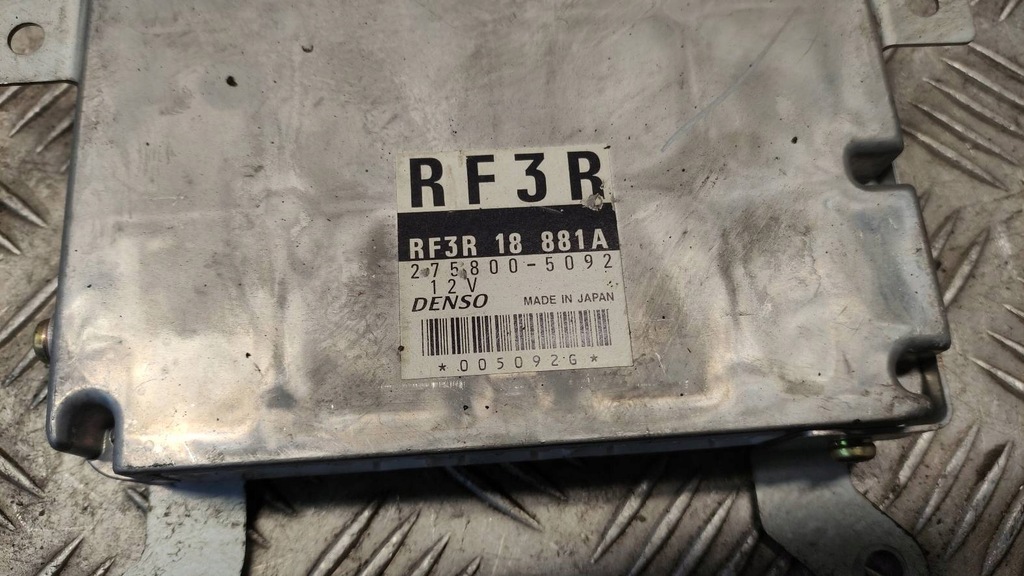 RF3R
RF3R 18 881A
275800-5092
12V
DENSO MADE IN JAPAN
*005092G*